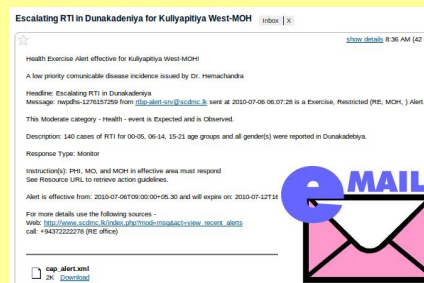 Escalating RTI in Dunakadeniya for Kuliyapitiya West-MOH Inbox | X
show details 8:36 AM (42
Health Exercise Alert effective for Kuliyapitiya West-MOH!
A low priority comunicable disease incidence issued by Dr. Hemachandra
Headline: Escalating RTI in Dunakadeniya
Message: nwpdhs-1276157259 from rtbp-alert-srv@scdmc.lk sent at 2010-07-06 06:07:28 is a Exercise, Restricted (RE, MOH, ) Alert.
This Moderate category - Health - event is Expected and is Observed.
Description: 140 cases of RTI for 00-05, 06-14, 15-21 age groups and all gender(s) were reported in Dunakadebiya.
Response Type: Monitor
Instruction(s): PHI, MO, and MOH in effective area must respond
See Resource URL to retrieve action guidelines.
Alert is effective from: 2010-07-06T09:00:00+05.30 and will expire on: 2010-07-12T16
For more details use the following sources -
Web: http://www.scdmc.lk/index.php?mod=msg&act=view_recent_alerts
call: +94372222278 (RE office)
cap_alert.xml
2K Download
eMAIL